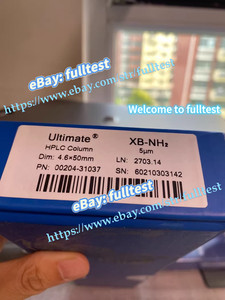 eBay: fulltest
https://www.ebay.com/str/fulltest
Welcome to fulltest
Ultimate® XB-NH₂
HPLC Column 5μm
Dim: 4.6×50mm LN: 2703.14
PN: 00204-31037 SN: 60210303142
eBay: fulltest
https://www.ebay.com/str/fulltest